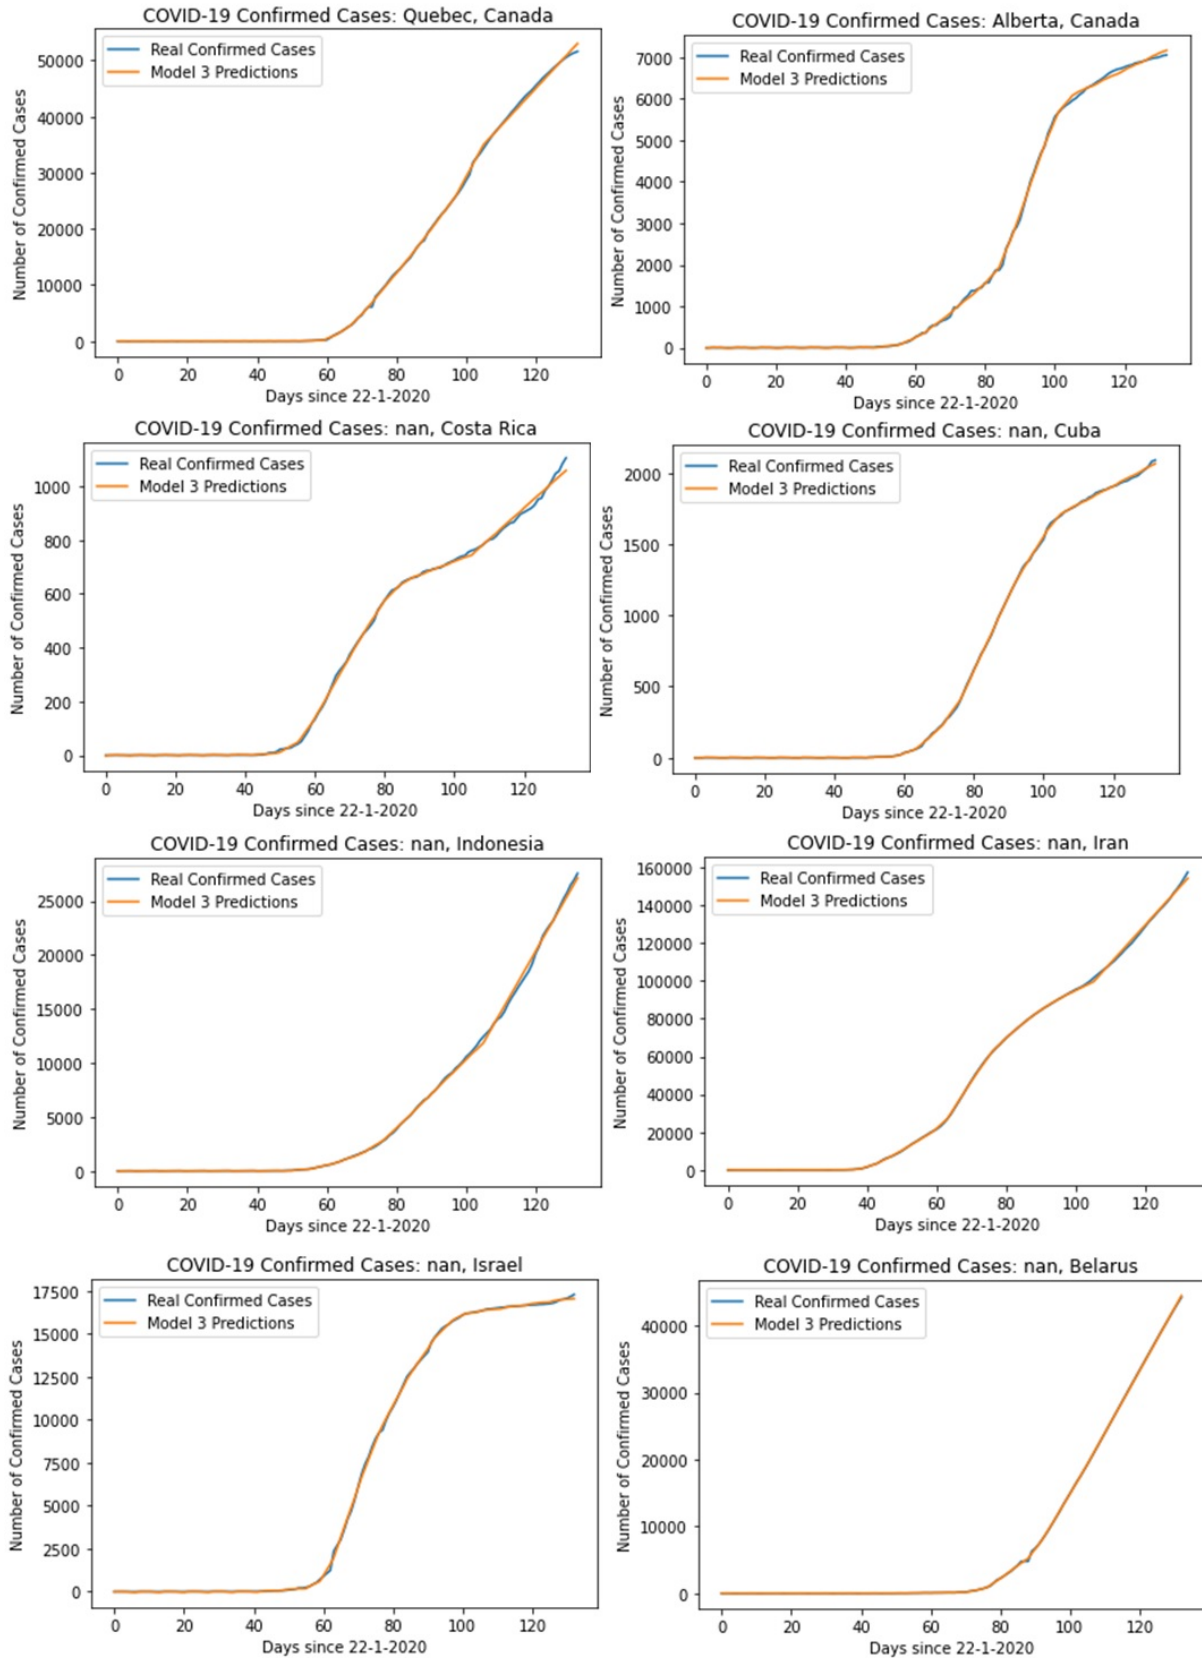 COVID-19 Confirmed Cases: Quebec, Canada
Real Confirmed Cases
Model 3 Predictions
Number of Confirmed Cases
50000
40000
30000
20000
10000
0
0 20 40 60 80 100 120
Days since 22-1-2020
COVID-19 Confirmed Cases: Alberta, Canada
Real Confirmed Cases
Model 3 Predictions
Number of Confirmed Cases
7000
6000
5000
4000
3000
2000
1000
0
0 20 40 60 80 100 120
Days since 22-1-2020
COVID-19 Confirmed Cases: nan, Costa Rica
Real Confirmed Cases
Model 3 Predictions
Number of Confirmed Cases
1000
800
600
400
200
0
0 20 40 60 80 100 120
Days since 22-1-2020
COVID-19 Confirmed Cases: nan, Cuba
Real Confirmed Cases
Model 3 Predictions
Number of Confirmed Cases
2000
1500
1000
500
0
0 20 40 60 80 100 120
Days since 22-1-2020
COVID-19 Confirmed Cases: nan, Indonesia
Real Confirmed Cases
Model 3 Predictions
Number of Confirmed Cases
25000
20000
15000
10000
5000
0
0 20 40 60 80 100 120
Days since 22-1-2020
COVID-19 Confirmed Cases: nan, Iran
Real Confirmed Cases
Model 3 Predictions
Number of Confirmed Cases
160000
140000
120000
100000
80000
60000
40000
20000
0
0 20 40 60 80 100 120
Days since 22-1-2020
COVID-19 Confirmed Cases: nan, Israel
Real Confirmed Cases
Model 3 Predictions
Number of Confirmed Cases
17500
15000
12500
10000
7500
5000
2500
0
0 20 40 60 80 100 120
Days since 22-1-2020
COVID-19 Confirmed Cases: nan, Belarus
Real Confirmed Cases
Model 3 Predictions
Number of Confirmed Cases
40000
30000
20000
10000
0
0 20 40 60 80 100 120
Days since 22-1-2020